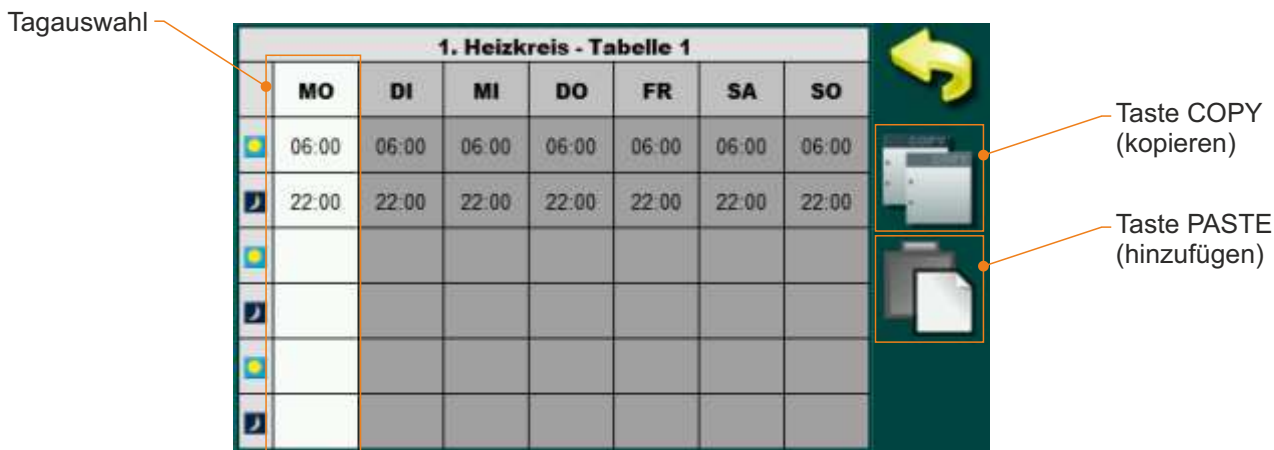 Tagauswahl
1. Heizkreis - Tabelle 1
MO DI MI DO FR SA SO
06:00 06:00 06:00 06:00 06:00 06:00 06:00
22:00 22:00 22:00 22:00 22:00 22:00 22:00
COPY
COPY
Taste COPY
(kopieren)
Taste PASTE
(hinzufügen)